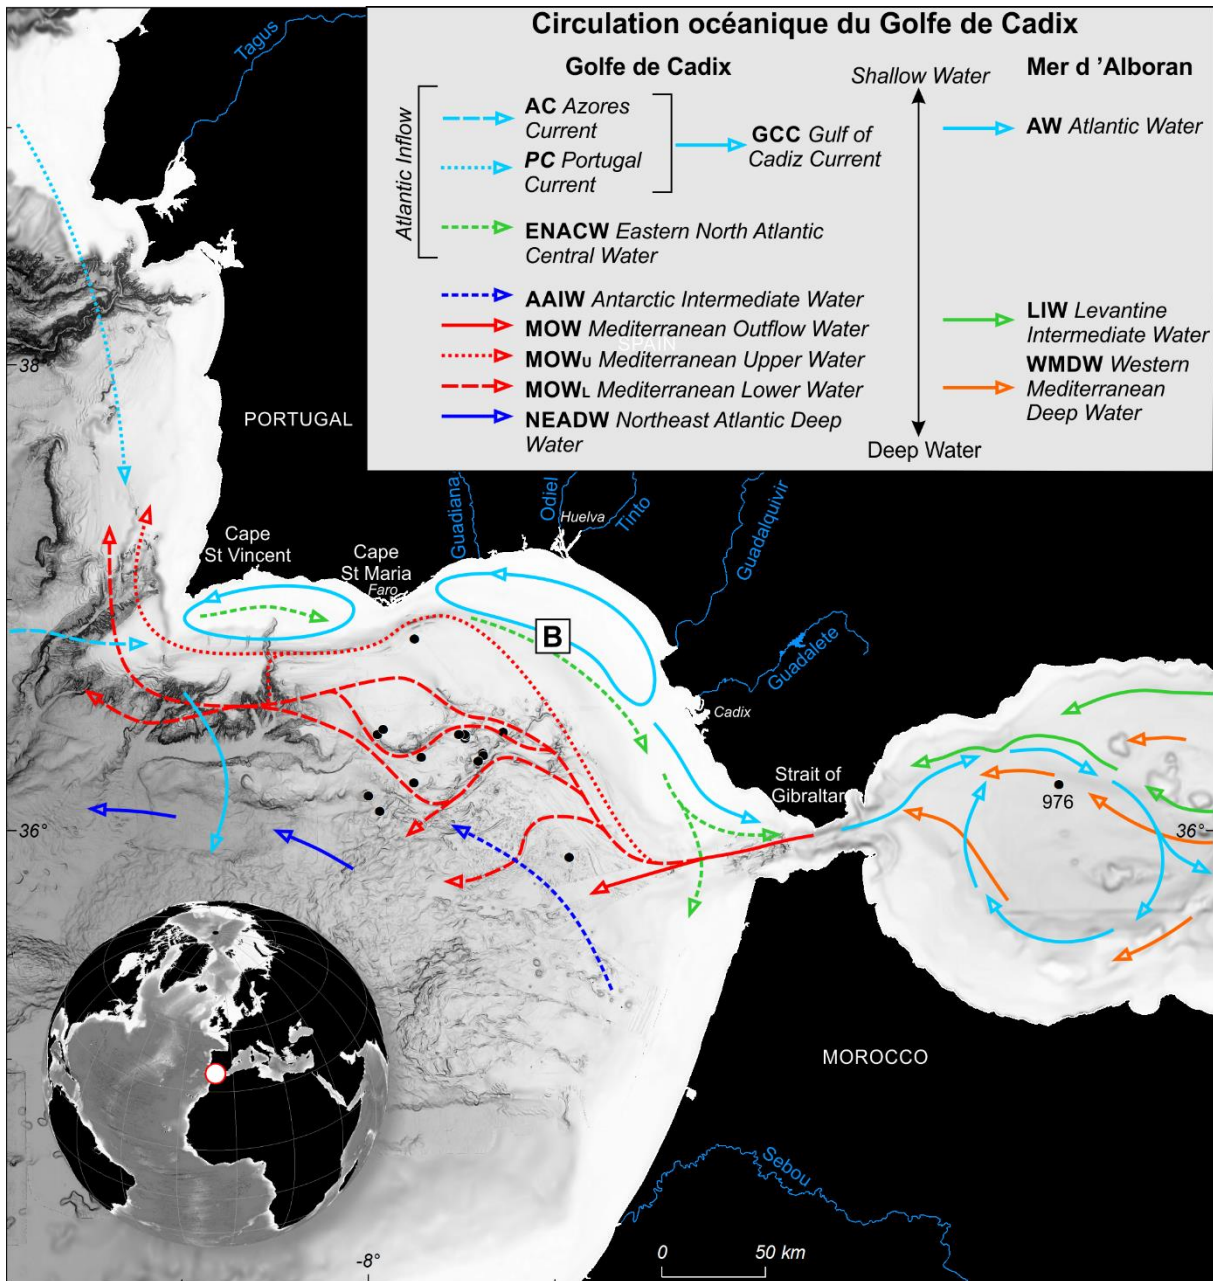 Circulation océanique du Golfe de Cadix
Golfe de Cadix
Shallow Water
Mer d 'Alboran
Atlantic Inflow
AC Azores
Current
PC Portugal
Current
GCC Gulf of
Cadiz Current
AW Atlantic Water
ENACW Eastern North Atlantic
Central Water
AAIW Antarctic Intermediate Water
MOW Mediterranean Outflow Water
SPAIN
MOWU Mediterranean Upper Water
MOWL Mediterranean Lower Water
NEADW Northeast Atlantic Deep
Water
LIW Levantine
Intermediate Water
WMDW Western
Mediterranean
Deep Water
Deep Water
Tagus
38
PORTUGAL
Guadiana
Odiel
Huelva
Tinto
Guadalquivir
Cape
St Vincent
Cape
St Maria
Faro
B
Guadalete
Cadix
Strait of
Gibraltar
976
36°
36°
MOROCCO
Sebou
-8°
0
50 km